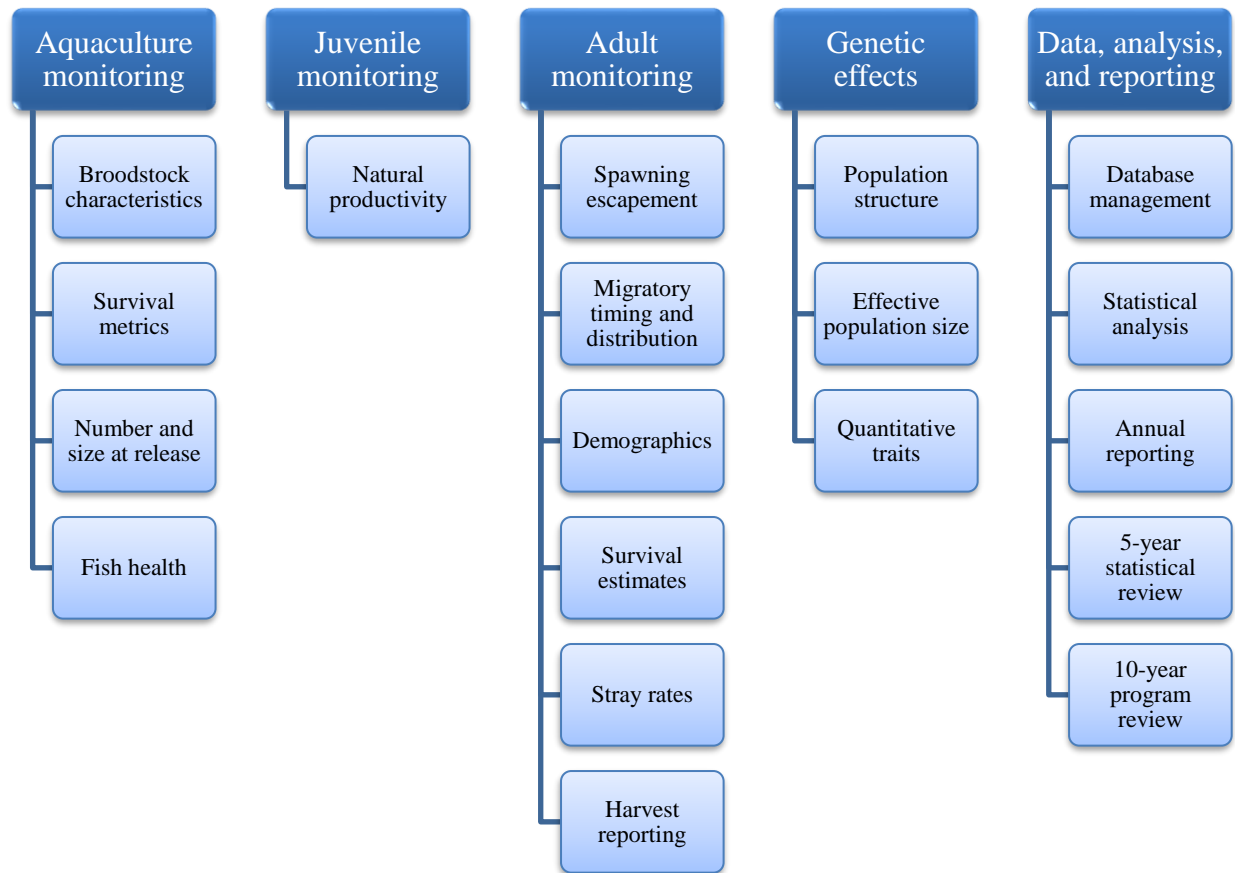 Aquaculture
monitoring
Broodstock
characteristics
Survival
metrics
Number and
size at release
Fish health
Juvenile
monitoring
Natural
productivity
Adult
monitoring
Spawning
escapement
Migratory
timing and
distribution
Demographics
Survival
estimates
Stray rates
Harvest
reporting
Genetic
effects
Population
structure
Effective
population size
Quantitative
traits
Data, analysis,
and reporting
Database
management
Statistical
analysis
Annual
reporting
5-year
statistical
review
10-year
program
review